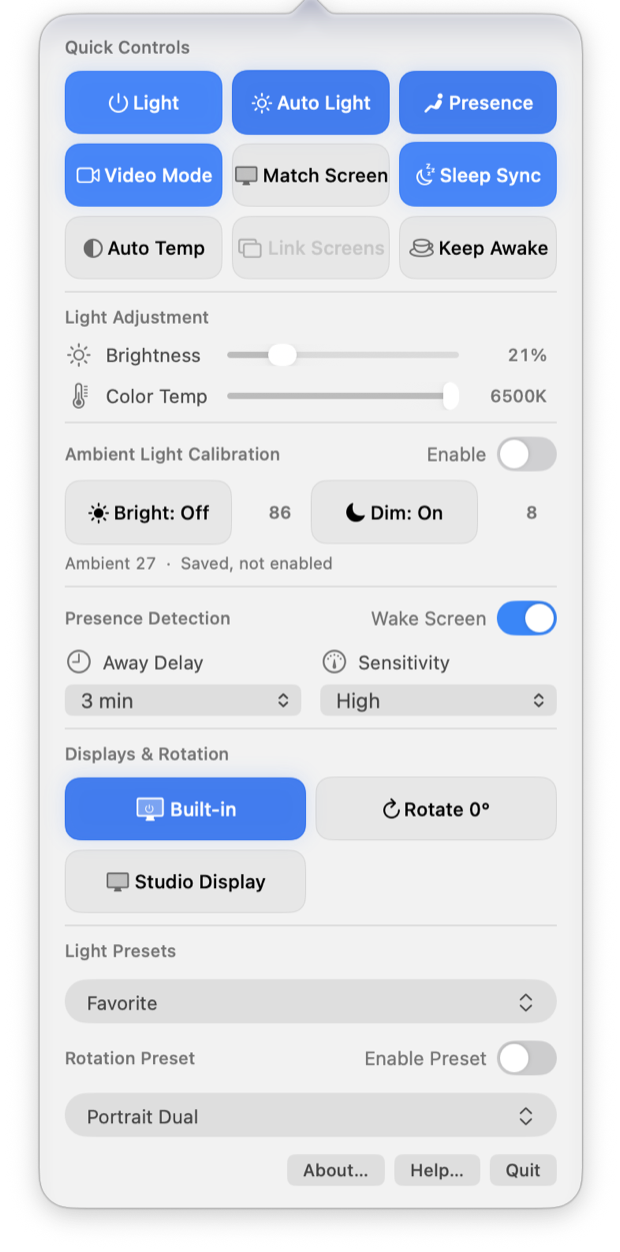 Quick Controls
Light Auto Light Presence
Video Mode Match Screen Sleep Sync
Auto Temp Link Screens Keep Awake
Light Adjustment
Brightness 21%
Color Temp 6500K
Ambient Light Calibration Enable
Bright: Off 86 Dim: On 8
Ambient 27 · Saved, not enabled
Presence Detection Wake Screen
Away Delay Sensitivity
3 min High
Displays & Rotation
Built-in Rotate 0°
Studio Display
Light Presets
Favorite
Rotation Preset Enable Preset
Portrait Dual
About... Help... Quit